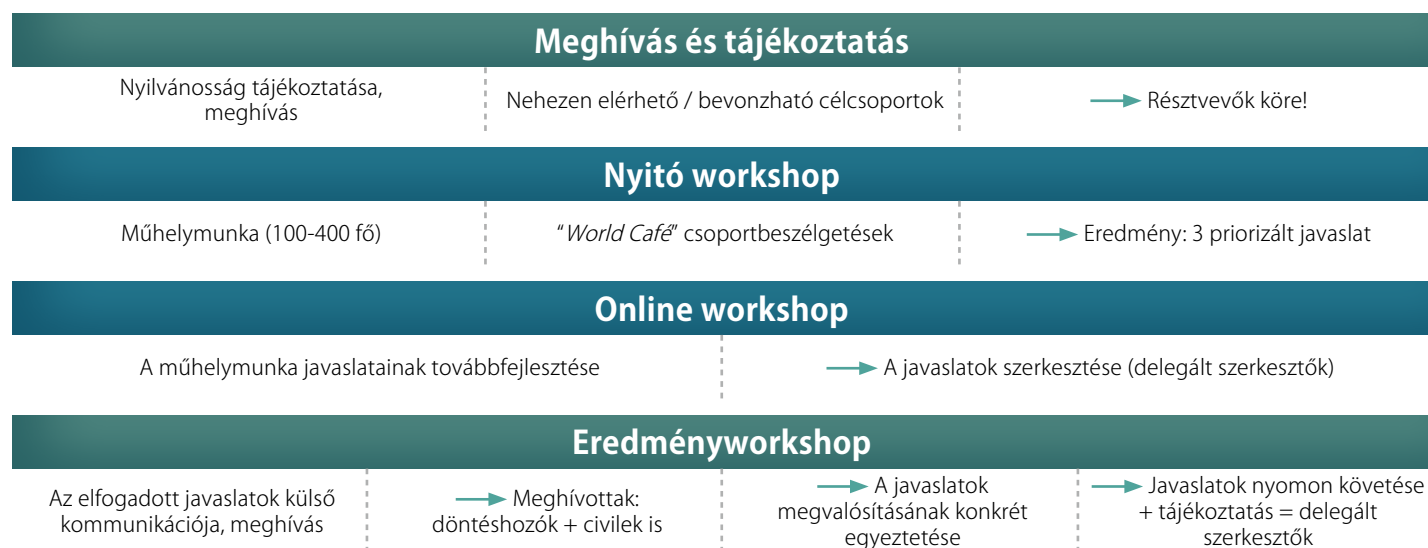 Meghívás és tájékoztatás
Nyilvánosság tájékoztatása,
meghívás
Nehezen elérhető / bevonzható célcsoportok
Résztvevők köre!
Nyitó workshop
Műhelymunka (100-400 fő)
“World Café” csoportbeszélgetések
Eredmény: 3 priorizált javaslat
Online workshop
A műhelymunka javaslatainak továbbfejlesztése
A javaslatok szerkesztése (delegált szerkesztők)
Eredményworkshop
Az elfogadott javaslatok külső
kommunikációja, meghívás
Meghívottak:
döntéshozók + civilek is
A javaslatok
megvalósításának konkrét
egyeztetése
Javaslatok nyomon követése
+ tájékoztatás = delegált
szerkesztők